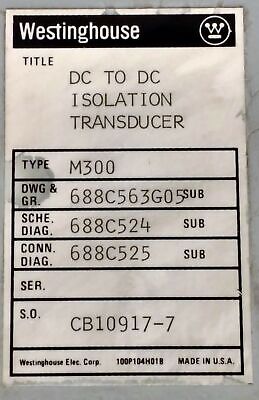 Westinghouse
TITLE
DC TO DC
ISOLATION
TRANSDUCER
TYPE M300
DWG & GR. 688C563G05 SUB
SCHE. DIAG. 688C524 SUB
CONN. DIAG. 688C525 SUB
SER.
S.O. CB10917-7
Westinghouse Elec. Corp. 100P104H01B MADE IN U.S.A.